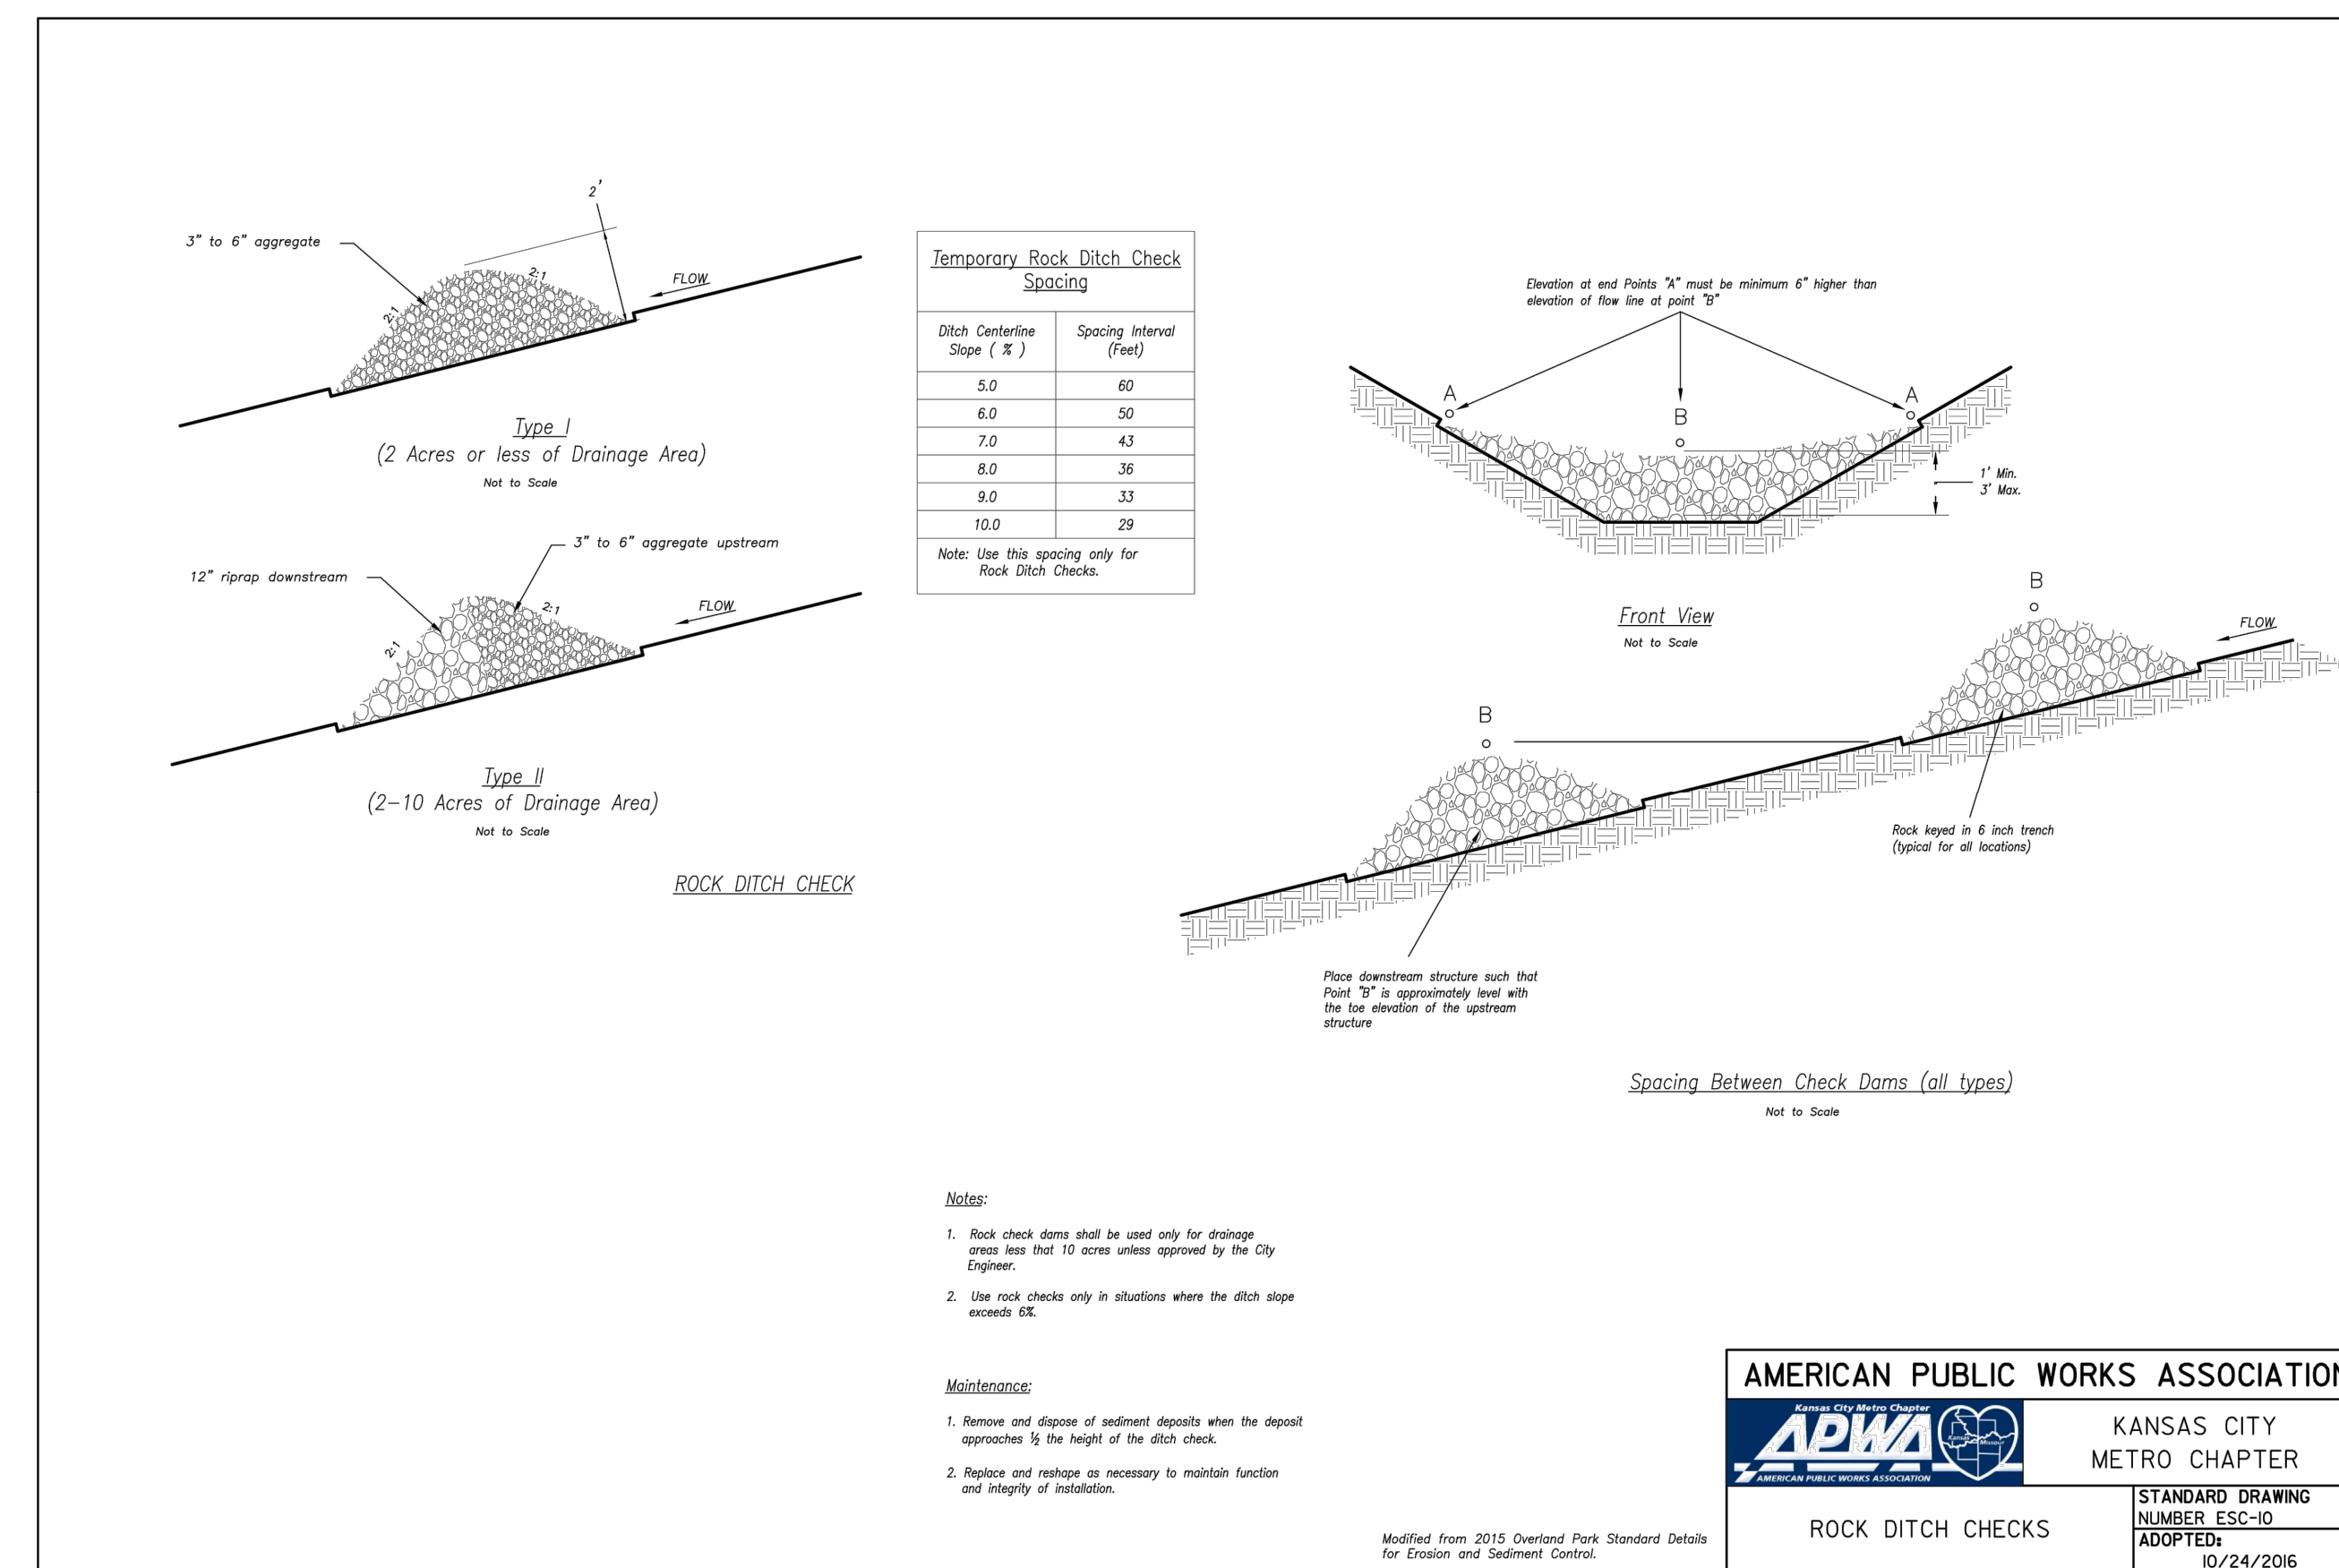 2'
3" to 6" aggregate
2:1
2:1
FLOW
Type I
(2 Acres or less of Drainage Area)
Not to Scale
3" to 6" aggregate upstream
12" riprap downstream
2:1
2:1
FLOW
Type II
(2-10 Acres of Drainage Area)
Not to Scale
ROCK DITCH CHECK
Temporary Rock Ditch Check
Spacing
Ditch Centerline
Slope ( % )
Spacing Interval
(Feet)
5.0 60
6.0 50
7.0 43
8.0 36
9.0 33
10.0 29
Note: Use this spacing only for
Rock Ditch Checks.
Elevation at end Points "A" must be minimum 6" higher than
elevation of flow line at point "B"
A
B
A
1' Min.
3' Max.
Front View
Not to Scale
B
FLOW
B
Rock keyed in 6 inch trench
(typical for all locations)
Place downstream structure such that
Point "B" is approximately level with
the toe elevation of the upstream
structure
Spacing Between Check Dams (all types)
Not to Scale
Notes:
1. Rock check dams shall be used only for drainage
areas less that 10 acres unless approved by the City
Engineer.
2. Use rock checks only in situations where the ditch slope
exceeds 6%.
Maintenance:
1. Remove and dispose of sediment deposits when the deposit
approaches ½ the height of the ditch check.
2. Replace and reshape as necessary to maintain function
and integrity of installation.
Modified from 2015 Overland Park Standard Details
for Erosion and Sediment Control.
AMERICAN PUBLIC WORKS ASSOCIATION
Kansas City Metro Chapter
APWA
Kansas
Missouri
AMERICAN PUBLIC WORKS ASSOCIATION
KANSAS CITY
METRO CHAPTER
ROCK DITCH CHECKS
STANDARD DRAWING
NUMBER ESC-10
ADOPTED:
10/24/2016